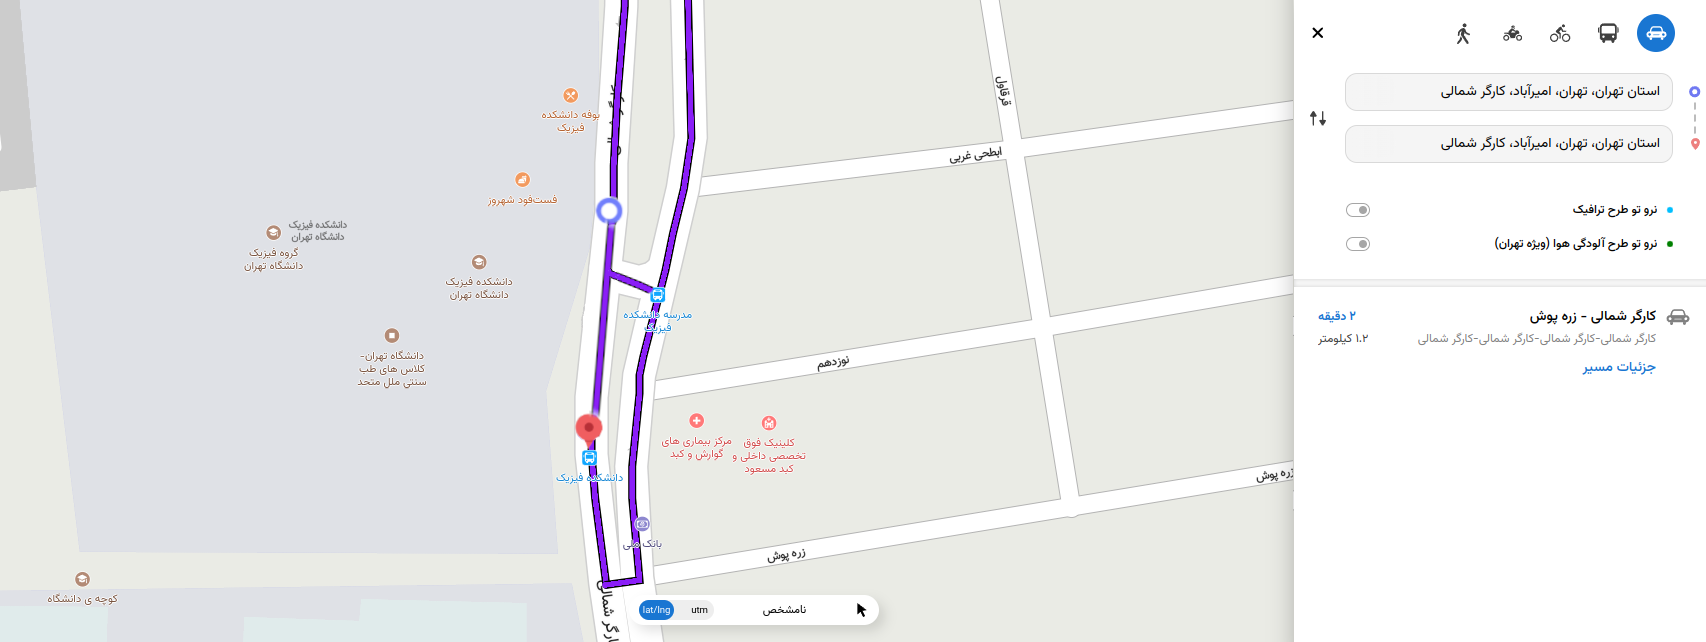 استان تهران، تهران، امیرآباد، کارگر شمالی
استان تهران، تهران، امیرآباد، کارگر شمالی
نرو تو طرح ترافیک
نرو تو طرح آلودگی هوا (ویژه تهران)
کارگر شمالی - زره پوش
۲ دقیقه
کارگر شمالی-کارگر شمالی-کارگر شمالی-کارگر شمالی
۱.۲ کیلومتر
جزئیات مسیر
قرقاول
ابطحی غربی
بوفه دانشکده
فیزیک
فست‌فود شهروز
دانشکده فیزیک
دانشگاه تهران
گروه فیزیک
دانشگاه تهران
دانشکده فیزیک
دانشگاه تهران
مدرسه دانشکده
فیزیک
دانشگاه تهران-
کلاس های طب
سنتی ملل متحد
نوزدهم
مرکز بیماری های
گوارش و کبد
کلینیک فوق
تخصصی داخلی و
کبد مسعود
دانشکده فیزیک
زره پوش
بانک ملی
زره پوش
کوچه ی دانشگاه
کارگر شمالی
نامشخص
utm
lat/lng